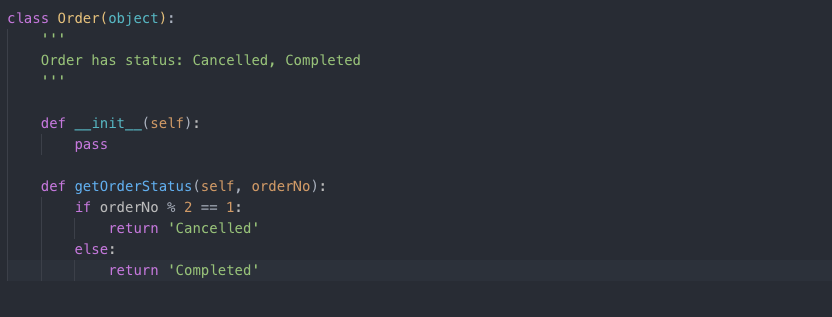 class Order(object):
    '''
    Order has status: Cancelled, Completed
    '''
    def __init__(self):
        pass
    def getOrderStatus(self, orderNo):
        if orderNo % 2 == 1:
            return 'Cancelled'
        else:
            return 'Completed'